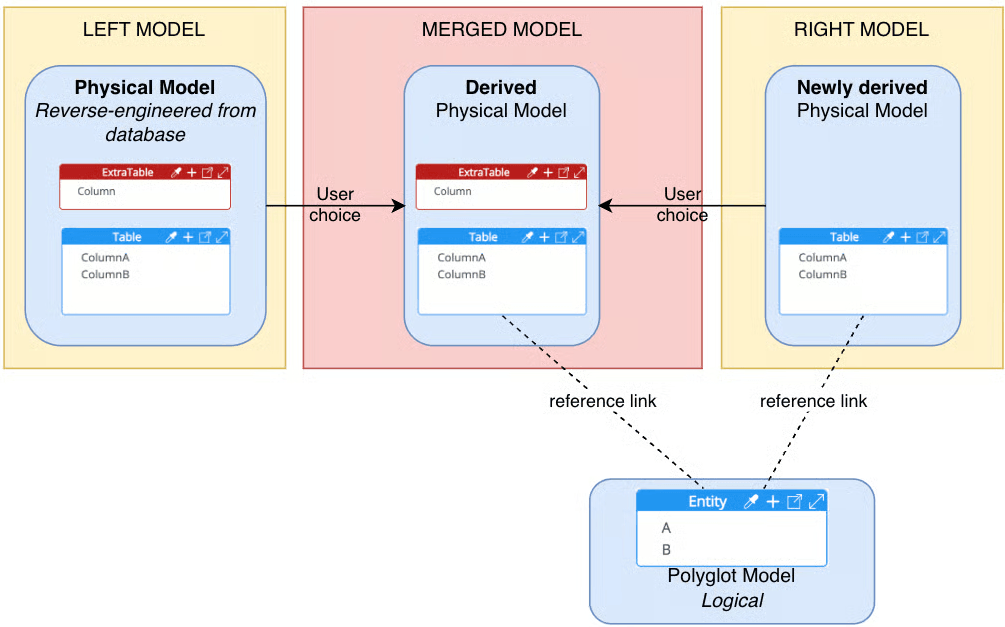 LEFT MODEL
Physical Model
Reverse-engineered from
database
ExtraTable
Column
Table
ColumnA
ColumnB
User
choice
MERGED MODEL
Derived
Physical Model
ExtraTable
Column
Table
ColumnA
ColumnB
User
choice
RIGHT MODEL
Newly derived
Physical Model
Table
ColumnA
ColumnB
reference link
reference link
Entity
A
B
Polyglot Model
Logical